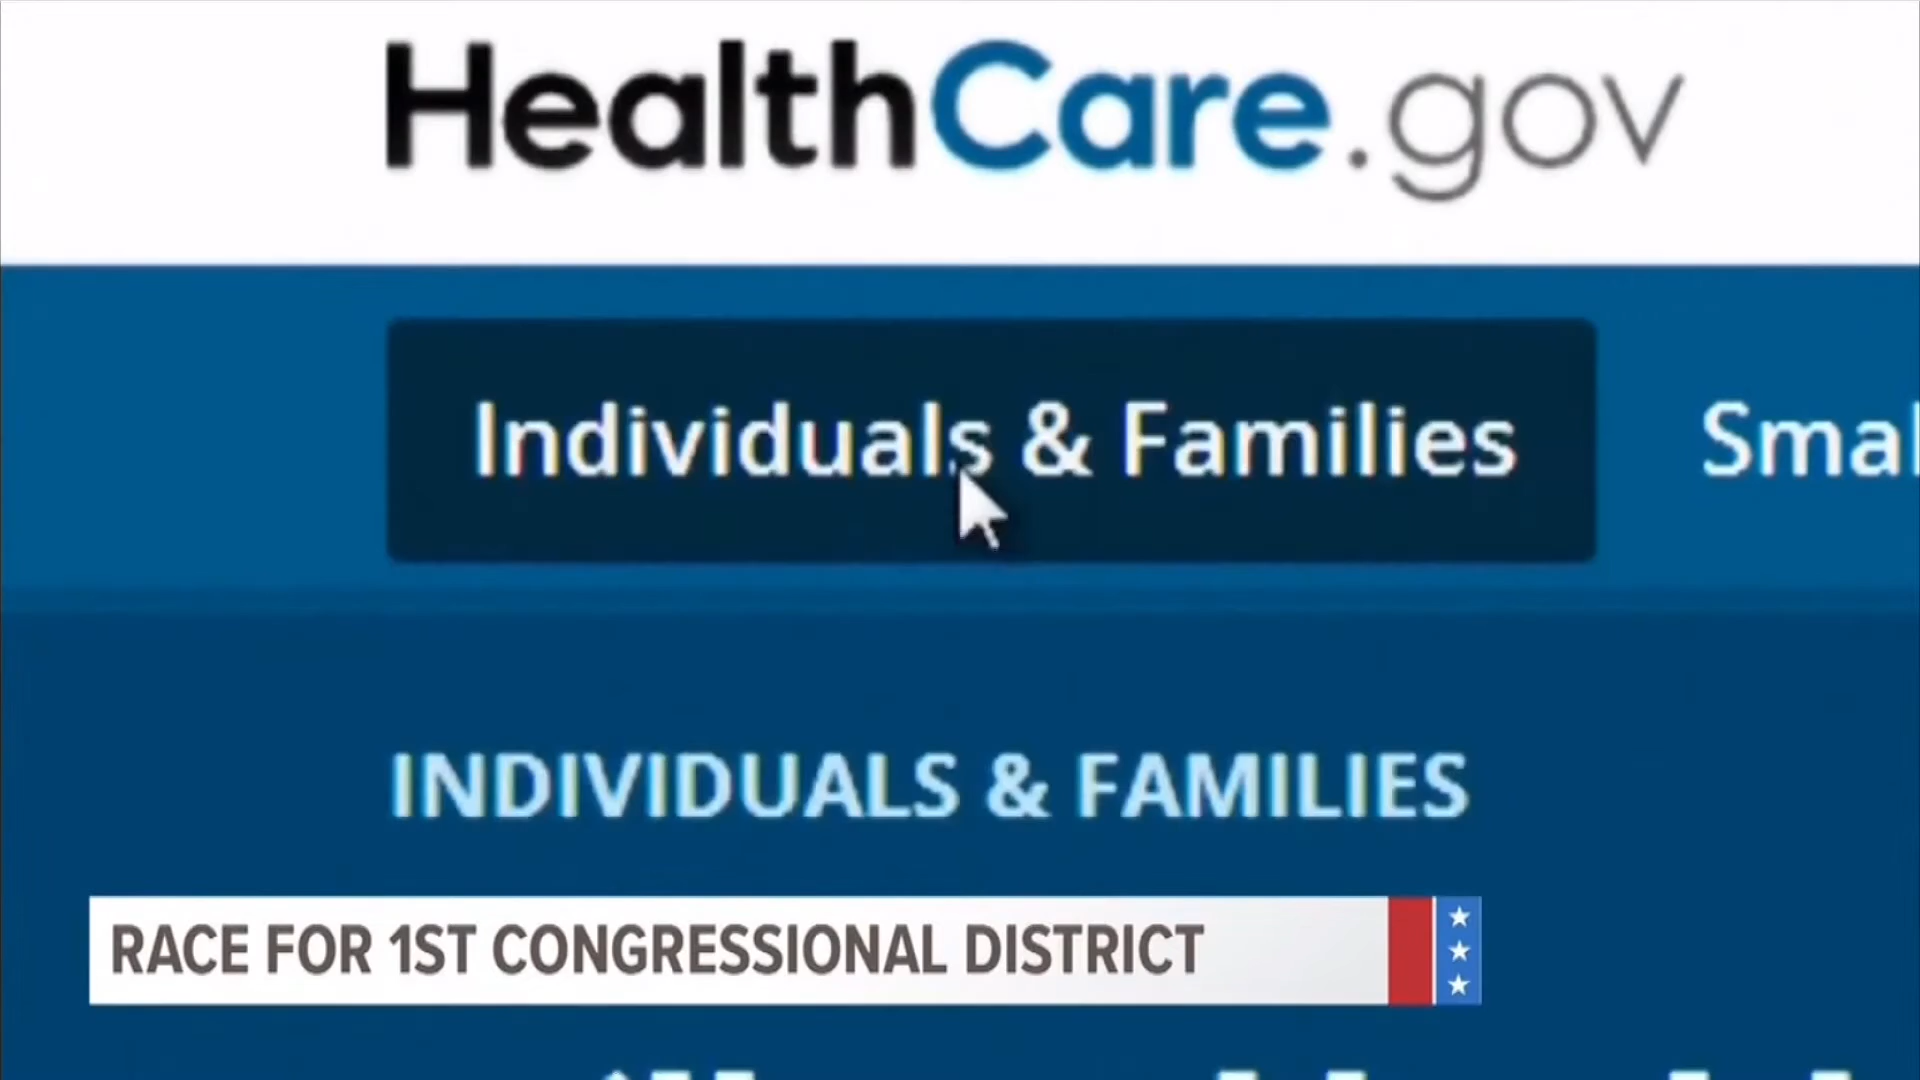 HealthCare.gov
Individuals & Families
INDIVIDUALS & FAMILIES
RACE FOR 1ST CONGRESSIONAL DISTRICT